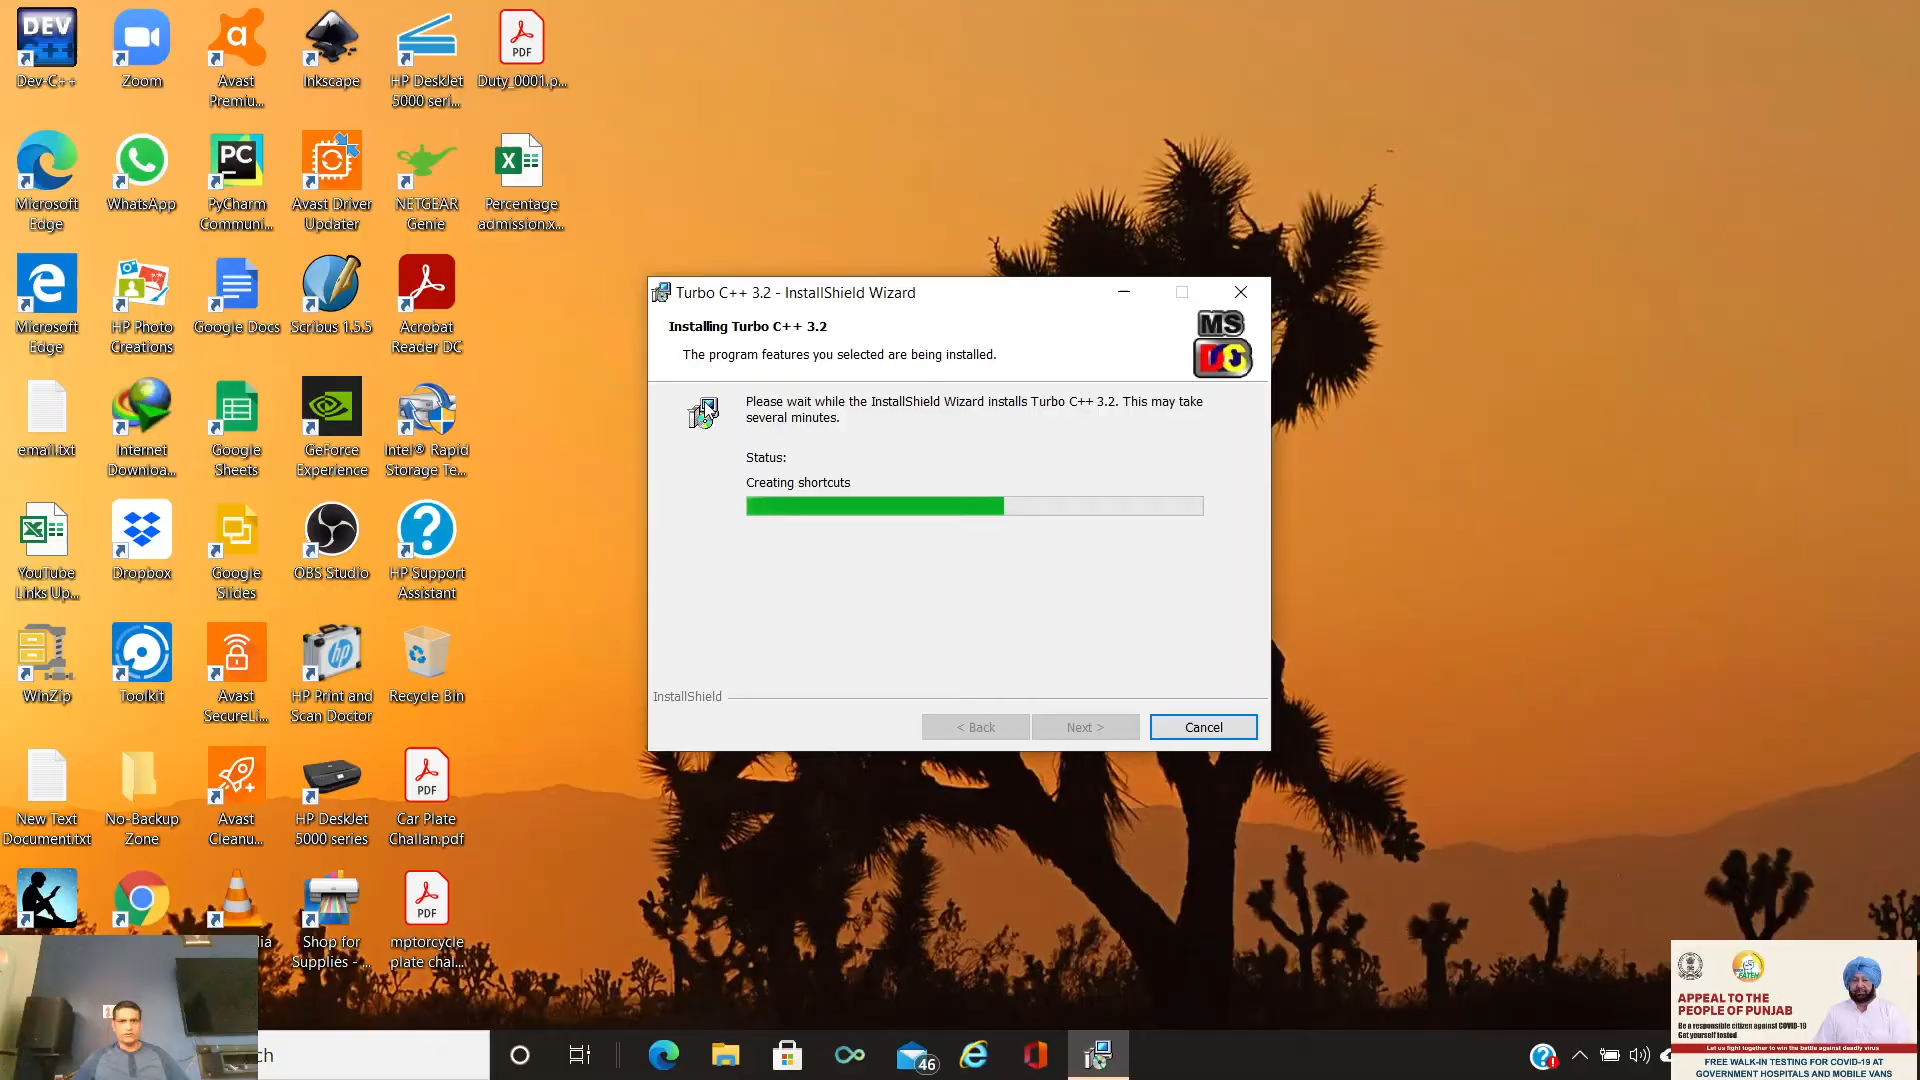 DEV
C++
Dev-C++
Zoom
Avast
Premiu...
Inkscape
HP DeskJet
5000 seri...
PDF
Duty_0001.p...
Microsoft
Edge
WhatsApp
PC
PyCharm
Communi...
Avast Driver
Updater
NETGEAR
Genie
Percentage
admission.x...
Microsoft
Edge
HP Photo
Creations
Google Docs
Scribus 1.5.5
Acrobat
Reader DC
email.txt
Internet
Downloa...
Google
Sheets
GeForce
Experience
Intel® Rapid
Storage Te...
YouTube
Links Up...
Dropbox
Google
Slides
OBS Studio
HP Support
Assistant
WinZip
Toolkit
Avast
SecureLi...
HP Print and
Scan Doctor
Recycle Bin
New Text
Document.txt
No-Backup
Zone
Avast
Cleanu...
HP DeskJet
5000 series
PDF
Car Plate
Challan.pdf
dia
Shop for
Supplies - ...
PDF
mptorcycle
plate chal...
Turbo C++ 3.2 - InstallShield Wizard
Installing Turbo C++ 3.2
The program features you selected are being installed.
MS
DOS
Please wait while the InstallShield Wizard installs Turbo C++ 3.2. This may take
several minutes.
Status:
Creating shortcuts
InstallShield
< Back
Next >
Cancel
ch
46
APPEAL TO THE
PEOPLE OF PUNJAB
Be a responsible citizen against COVID-19
Get yourself tested
Let us fight together to win the battle against deadly virus
FREE WALK-IN TESTING FOR COVID-19 AT
GOVERNMENT HOSPITALS AND MOBILE VANS